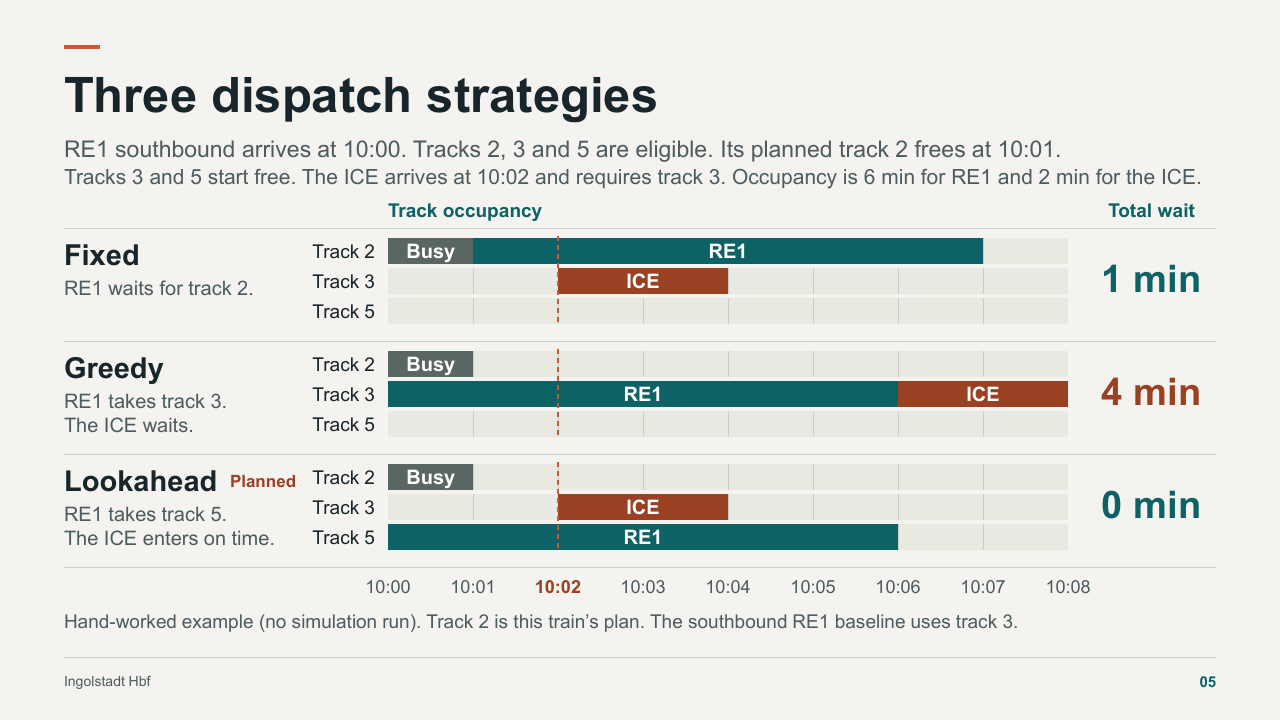 Three dispatch strategies
RE1 southbound arrives at 10:00. Tracks 2, 3 and 5 are eligible. Its planned track 2 frees at 10:01.
Tracks 3 and 5 start free. The ICE arrives at 10:02 and requires track 3. Occupancy is 6 min for RE1 and 2 min for the ICE.
Track occupancy Total wait
Fixed
RE1 waits for track 2.
Track 2 Busy RE1
Track 3 ICE
Track 5
1 min
Greedy
RE1 takes track 3.
The ICE waits.
Track 2 Busy
Track 3 RE1 ICE
Track 5
4 min
Lookahead Planned
RE1 takes track 5.
The ICE enters on time.
Track 2 Busy
Track 3 ICE
Track 5 RE1
0 min
10:00 10:01 10:02 10:03 10:04 10:05 10:06 10:07 10:08
Hand-worked example (no simulation run). Track 2 is this train’s plan. The southbound RE1 baseline uses track 3.
Ingolstadt Hbf 05